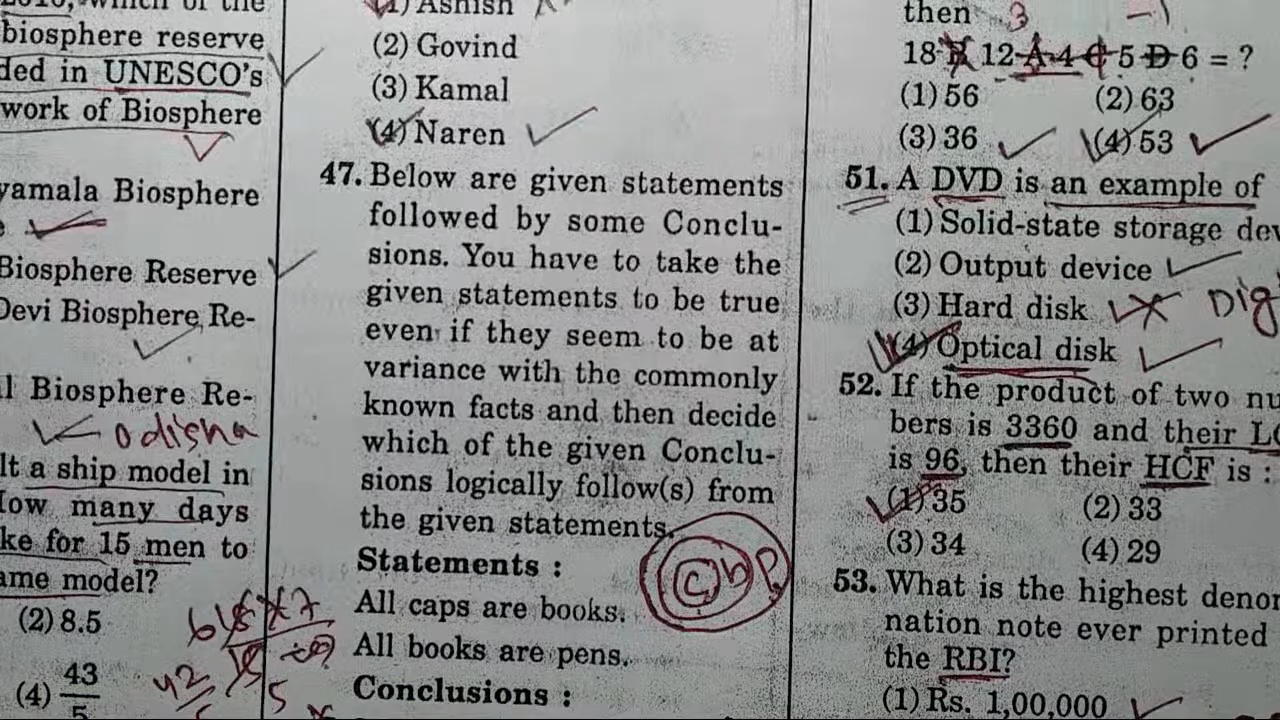 biosphere reserve
ded in UNESCO's
work of Biosphere
yamala Biosphere
Biosphere Reserve
Devi Biosphere Re-
l Biosphere Re-
odisha
lt a ship model in
How many days
ke for 15 men to
ame model?
(2) 8.5
(4) 43/5
(1) Ashish
(2) Govind
(3) Kamal
(4) Naren
47. Below are given statements
followed by some Conclu-
sions. You have to take the
given statements to be true
even if they seem to be at
variance with the commonly
known facts and then decide
which of the given Conclu-
sions logically follow(s) from
the given statements.
Statements :
All caps are books.
All books are pens.
C b P
Conclusions :
then 3 -1
18 B 12 A 4 C 5 D 6 = ?
(1) 56 (2) 63
(3) 36 (4) 53
51. A DVD is an example of
(1) Solid-state storage dev
(2) Output device
(3) Hard disk Dig
(4) Optical disk
52. If the product of two nu
bers is 3360 and their LC
is 96, then their HCF is :
(1) 35 (2) 33
(3) 34 (4) 29
53. What is the highest denom
nation note ever printed
the RBI?
(1) Rs. 1,00,000